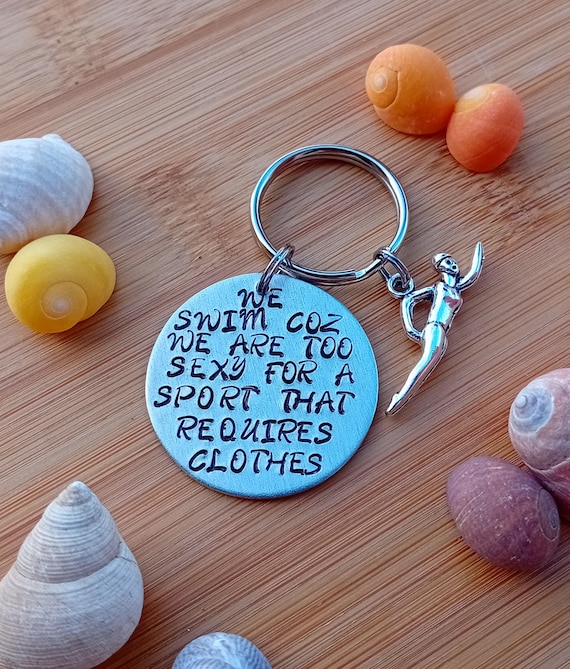 WE
SWIM COZ
WE ARE TOO
SEXY FOR A
SPORT THAT
REQUIRES
CLOTHES